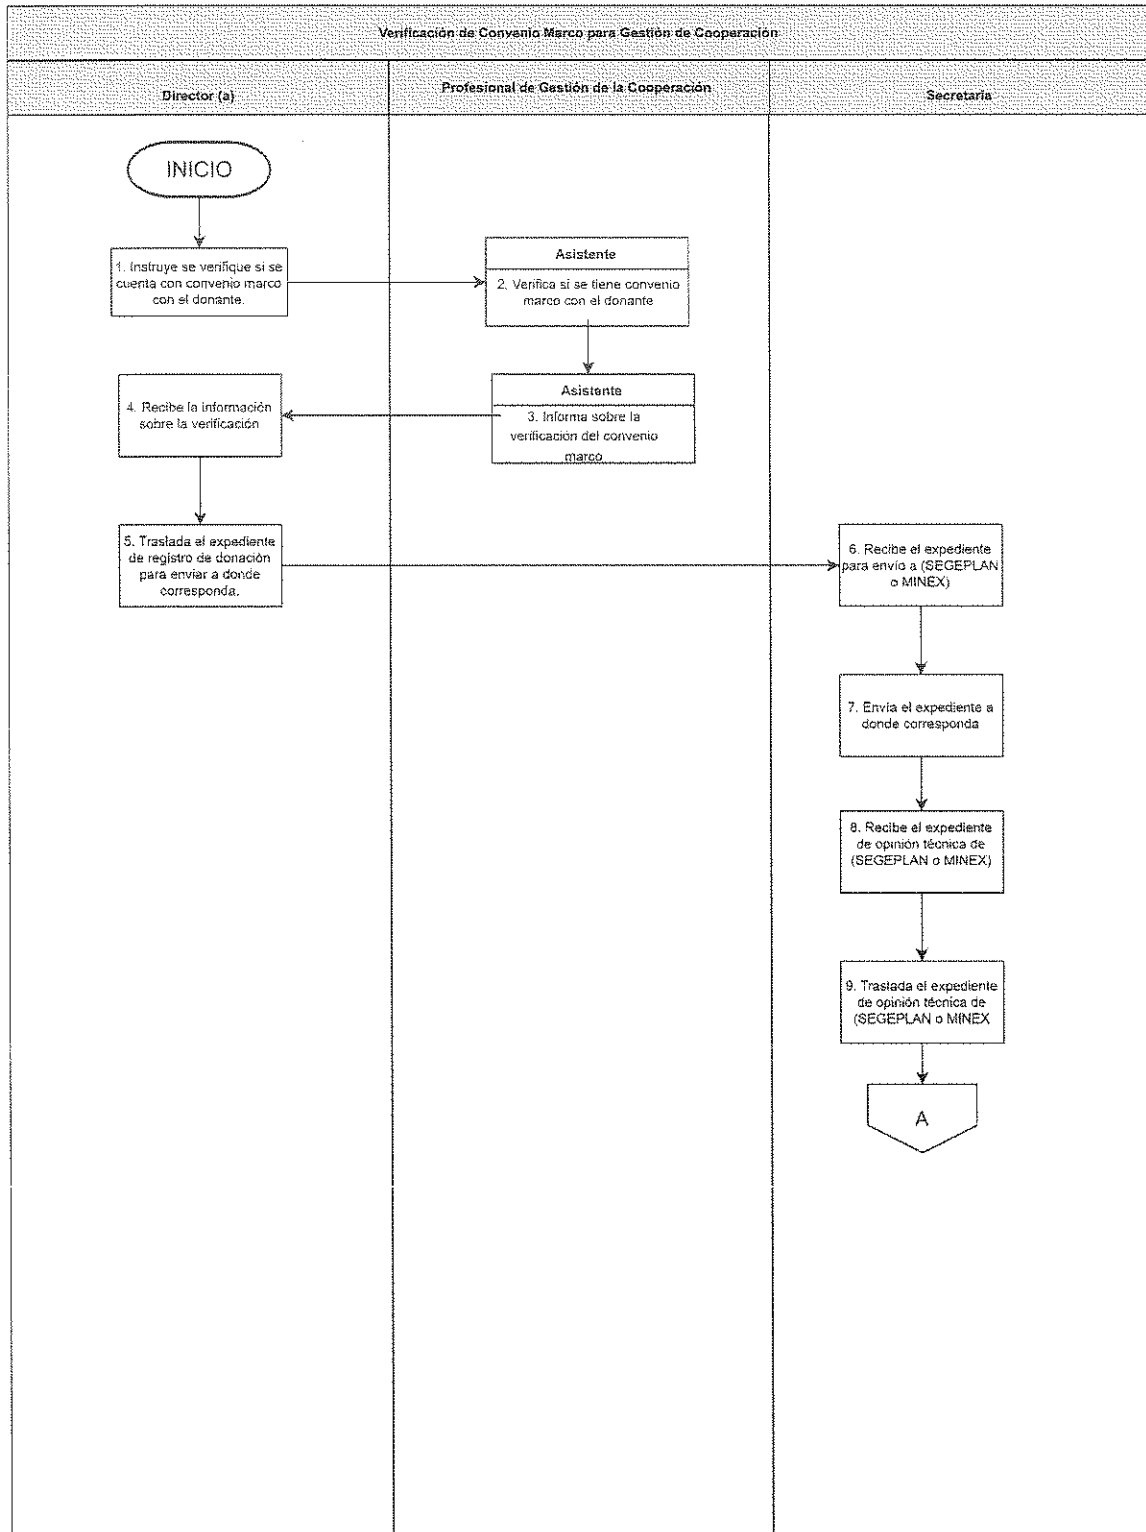 Verificación de Convenio Marco para Gestión de Cooperación
Director (a)
Profesional de Gestión de la Cooperación
Secretaria
INICIO
1. Instruye se verifique si se
cuenta con convenio marco
con el donante.
Asistente
2. Verifica si se tiene convenio
marco con el donante
Asistente
3. Informa sobre la
verificación del convenio
marco
4. Recibe la información
sobre la verificación
5. Traslada el expediente
de registro de donación
para enviar a donde
corresponda.
6. Recibe el expediente
para envío a (SEGEPLAN
o MINEX)
7. Envía el expediente a
donde corresponda
8. Recibe el expediente
de opinión técnica de
(SEGEPLAN o MINEX)
9. Traslada el expediente
de opinión técnica de
(SEGEPLAN o MINEX
A